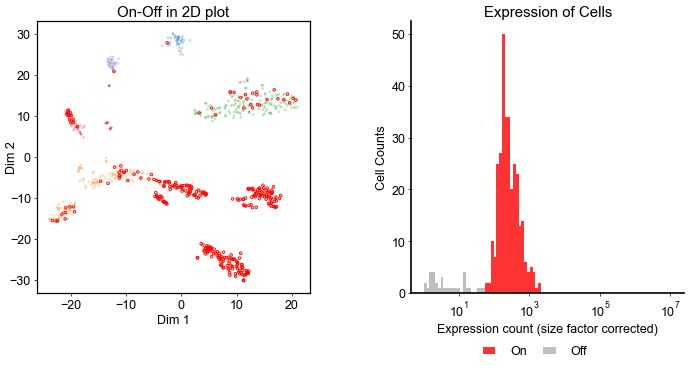 On-Off in 2D plot
30
20
10
0
−10
−20
−30
Dim 2
−20 −10 0 10 20
Dim 1
Expression of Cells
50
40
30
20
10
0
Cell Counts
10^1 10^3 10^5 10^7
Expression count (size factor corrected)
On Off